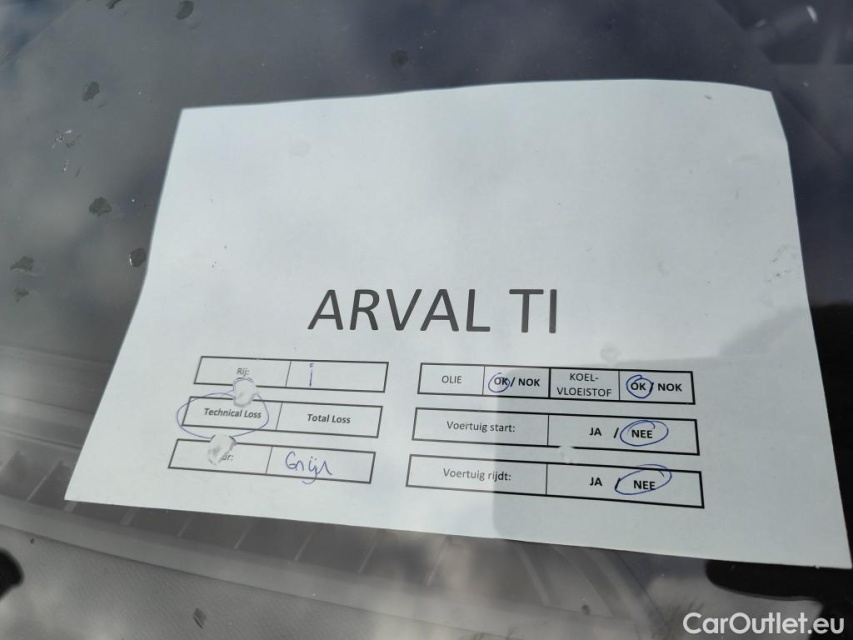 ARVAL TI
Rij: i
Technical Loss Total Loss
Grijs
OLIE OK / NOK KOEL-
VLOEISTOF OK / NOK
Voertuig start: JA / NEE
Voertuig rijdt: JA / NEE
CarOutlet.eu